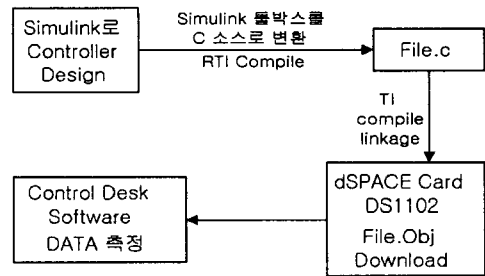 Simulink로
Controller
Design
Simulink 툴박스를
C 소스로 변환
RTI Compile
File.c
TI
compile
linkage
dSPACE Card
DS1102
File.Obj
Download
Control Desk
Software
DATA 측정